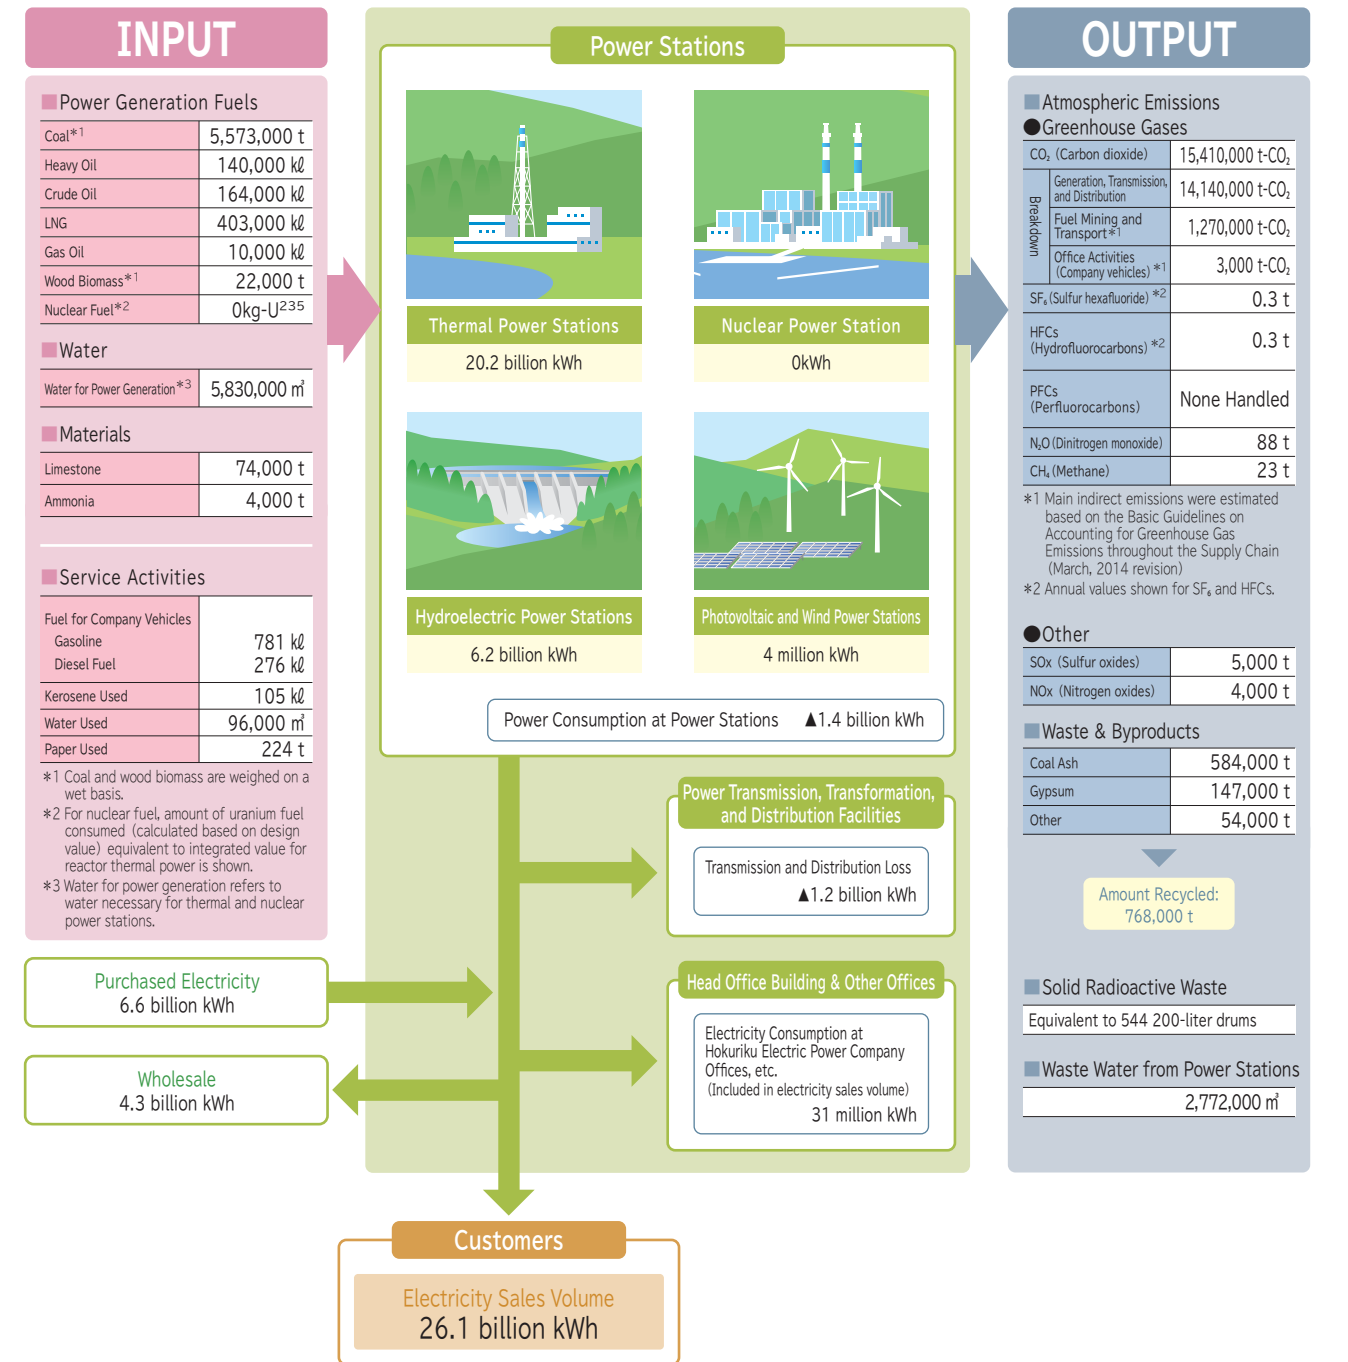 INPUT
■Power Generation Fuels
Coal*1 5,573,000 t
Heavy Oil 140,000 kℓ
Crude Oil 164,000 kℓ
LNG 403,000 kℓ
Gas Oil 10,000 kℓ
Wood Biomass*1 22,000 t
Nuclear Fuel*2 0kg-U²³⁵
■Water
Water for Power Generation*3 5,830,000 ㎥
■Materials
Limestone 74,000 t
Ammonia 4,000 t
■Service Activities
Fuel for Company Vehicles
Gasoline 781 kℓ
Diesel Fuel 276 kℓ
Kerosene Used 105 kℓ
Water Used 96,000 ㎥
Paper Used 224 t
*1 Coal and wood biomass are weighed on a
wet basis.
*2 For nuclear fuel, amount of uranium fuel
consumed (calculated based on design
value) equivalent to integrated value for
reactor thermal power is shown.
*3 Water for power generation refers to
water necessary for thermal and nuclear
power stations.
Purchased Electricity
6.6 billion kWh
Wholesale
4.3 billion kWh
Power Stations
Thermal Power Stations
20.2 billion kWh
Nuclear Power Station
0kWh
Hydroelectric Power Stations
6.2 billion kWh
Photovoltaic and Wind Power Stations
4 million kWh
Power Consumption at Power Stations ▲1.4 billion kWh
Power Transmission, Transformation,
and Distribution Facilities
Transmission and Distribution Loss
▲1.2 billion kWh
Head Office Building & Other Offices
Electricity Consumption at
Hokuriku Electric Power Company
Offices, etc.
(Included in electricity sales volume)
31 million kWh
Customers
Electricity Sales Volume
26.1 billion kWh
OUTPUT
■Atmospheric Emissions
●Greenhouse Gases
CO₂ (Carbon dioxide) 15,410,000 t-CO₂
Breakdown
Generation, Transmission,
and Distribution 14,140,000 t-CO₂
Fuel Mining and
Transport*1 1,270,000 t-CO₂
Office Activities
(Company vehicles) *1 3,000 t-CO₂
SF₆ (Sulfur hexafluoride) *2 0.3 t
HFCs
(Hydrofluorocarbons) *2 0.3 t
PFCs
(Perfluorocarbons) None Handled
N₂O (Dinitrogen monoxide) 88 t
CH₄ (Methane) 23 t
*1 Main indirect emissions were estimated
based on the Basic Guidelines on
Accounting for Greenhouse Gas
Emissions throughout the Supply Chain
(March, 2014 revision)
*2 Annual values shown for SF₆ and HFCs.
●Other
SOx (Sulfur oxides) 5,000 t
NOx (Nitrogen oxides) 4,000 t
■Waste & Byproducts
Coal Ash 584,000 t
Gypsum 147,000 t
Other 54,000 t
Amount Recycled:
768,000 t
■Solid Radioactive Waste
Equivalent to 544 200-liter drums
■Waste Water from Power Stations
2,772,000 ㎥